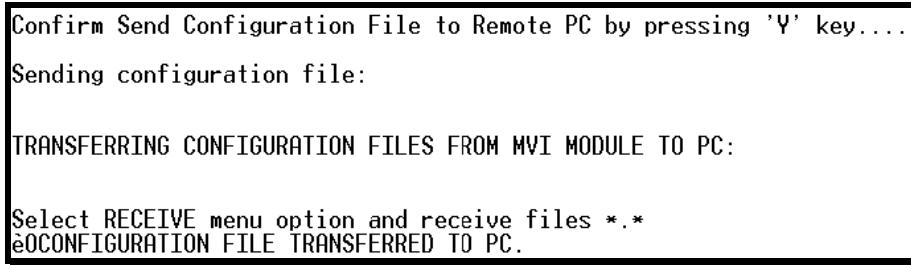 Confirm Send Configuration File to Remote PC by pressing 'Y' key....
Sending configuration file:
TRANSFERRING CONFIGURATION FILES FROM MVI MODULE TO PC:
Select RECEIVE menu option and receive files *.*
èOCONFIGURATION FILE TRANSFERRED TO PC.